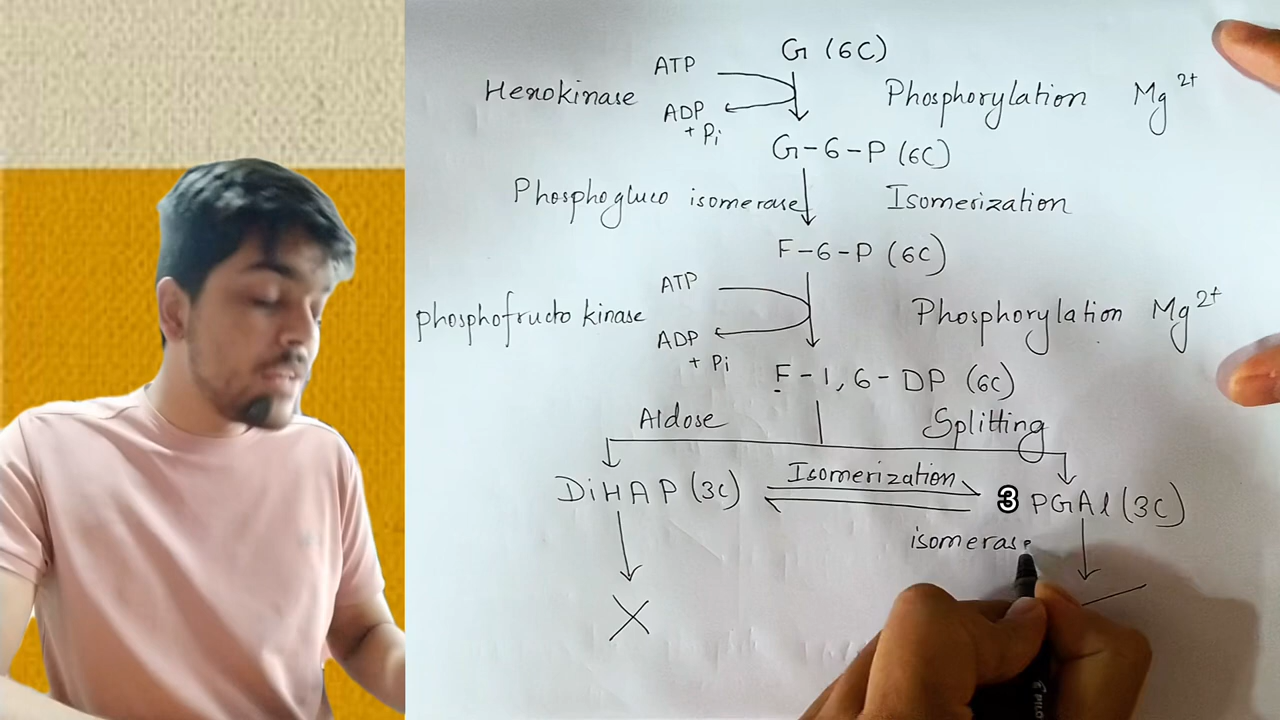 G (6C)
ATP
Hexokinase
ADP
+ Pi
Phosphorylation Mg2+
G-6-P (6C)
Phosphogluco isomerase
Isomerization
F-6-P (6C)
ATP
phosphofructo kinase
ADP
+ Pi
Phosphorylation Mg2+
F-1,6-DP (6C)
Aldose
Splitting
DiHAP (3C)
Isomerization
3 PGAl (3C)
isomerase